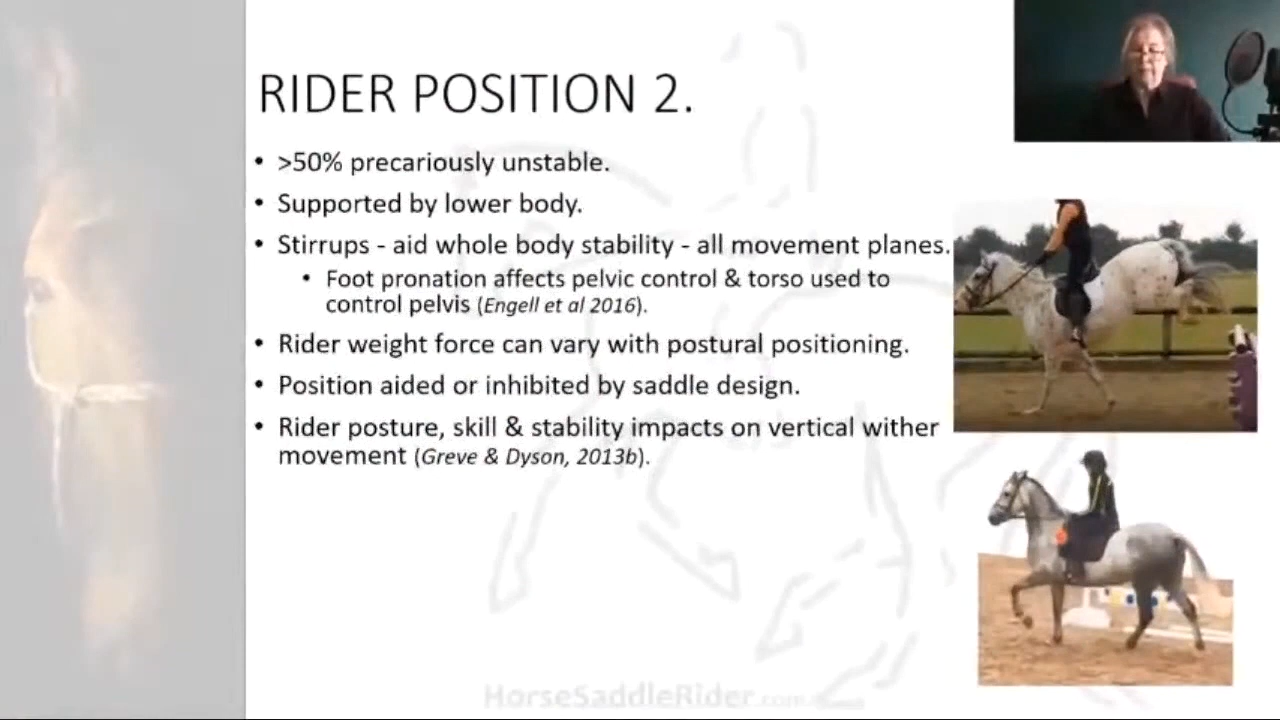 RIDER POSITION 2.
• >50% precariously unstable.
• Supported by lower body.
• Stirrups - aid whole body stability - all movement planes.
• Foot pronation affects pelvic control & torso used to
control pelvis (Engell et al 2016).
• Rider weight force can vary with postural positioning.
• Position aided or inhibited by saddle design.
• Rider posture, skill & stability impacts on vertical wither
movement (Greve & Dyson, 2013b).
HorseSaddleRider.com